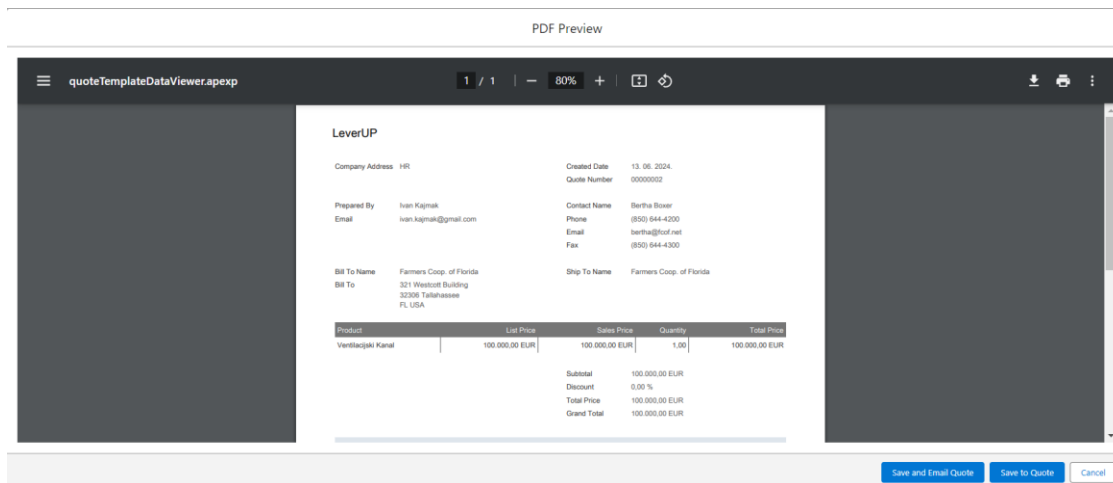 PDF Preview
quoteTemplateDataViewer.apexp 1 / 1 80%
LeverUP
Company Address HR Created Date 13. 06. 2024.
Quote Number 00000002
Prepared By Ivan Kajmak Contact Name Bertha Boxer
Email ivan.kajmak@gmail.com Phone (850) 644-4200
Email bertha@fcof.net
Fax (850) 644-4300
Bill To Name Farmers Coop. of Florida Ship To Name Farmers Coop. of Florida
Bill To 321 Westcott Building
32306 Tallahassee
FL USA
Product List Price Sales Price Quantity Total Price
Ventilacijski Kanal 100.000,00 EUR 100.000,00 EUR 1,00 100.000,00 EUR
Subtotal 100.000,00 EUR
Discount 0,00 %
Total Price 100.000,00 EUR
Grand Total 100.000,00 EUR
Save and Email Quote Save to Quote Cancel